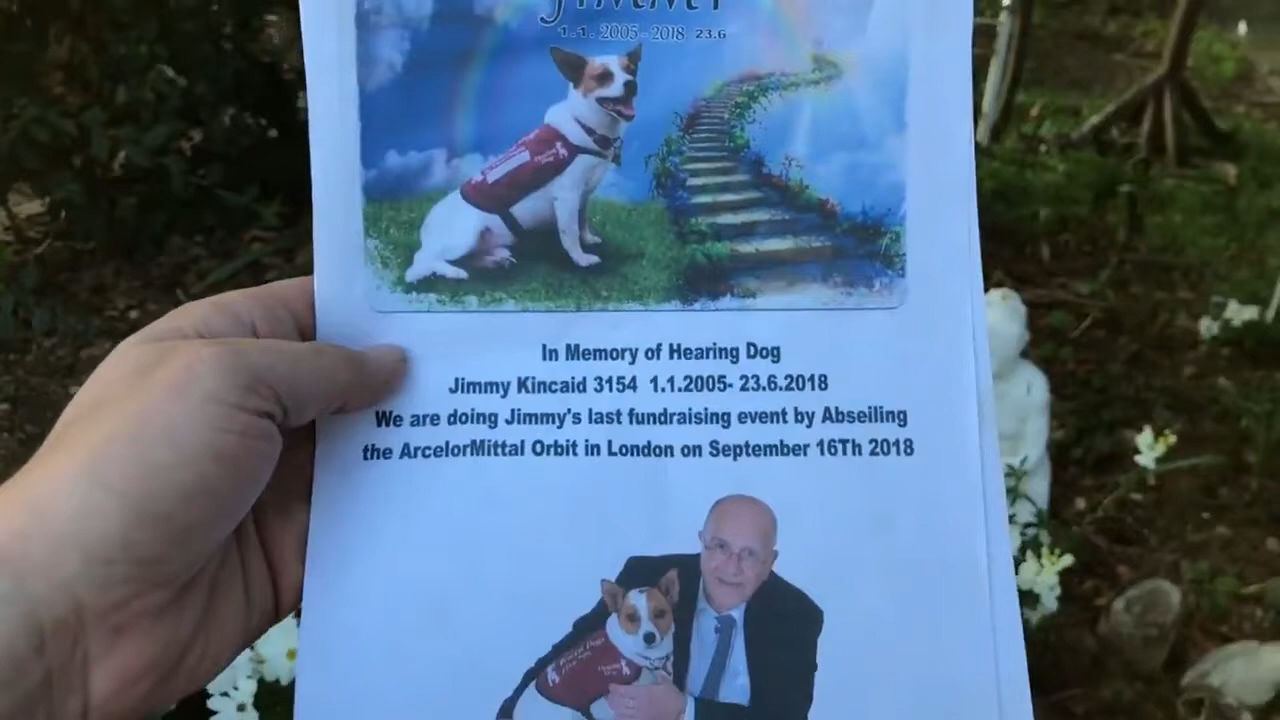 1.1. 2005-2018 23.6
In Memory of Hearing Dog
Jimmy Kincaid 3154 1.1.2005- 23.6.2018
We are doing Jimmy's last fundraising event by Abseiling
the ArcelorMittal Orbit in London on September 16Th 2018